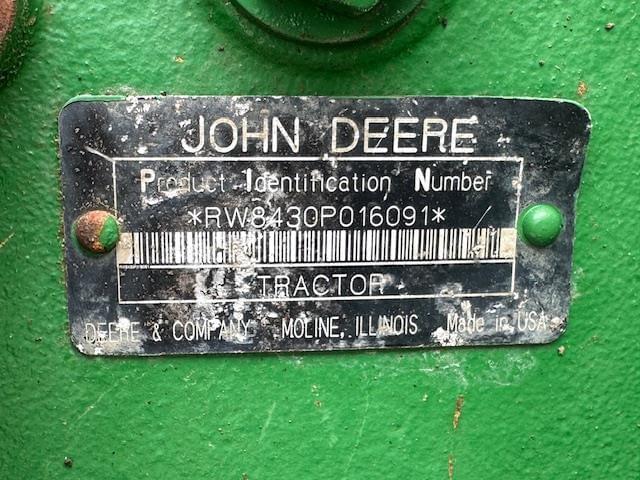 JOHN DEERE
Product Identification Number
*RW8430P016091*
TRACTOR
DEERE & COMPANY MOLINE, ILLINOIS Made in USA